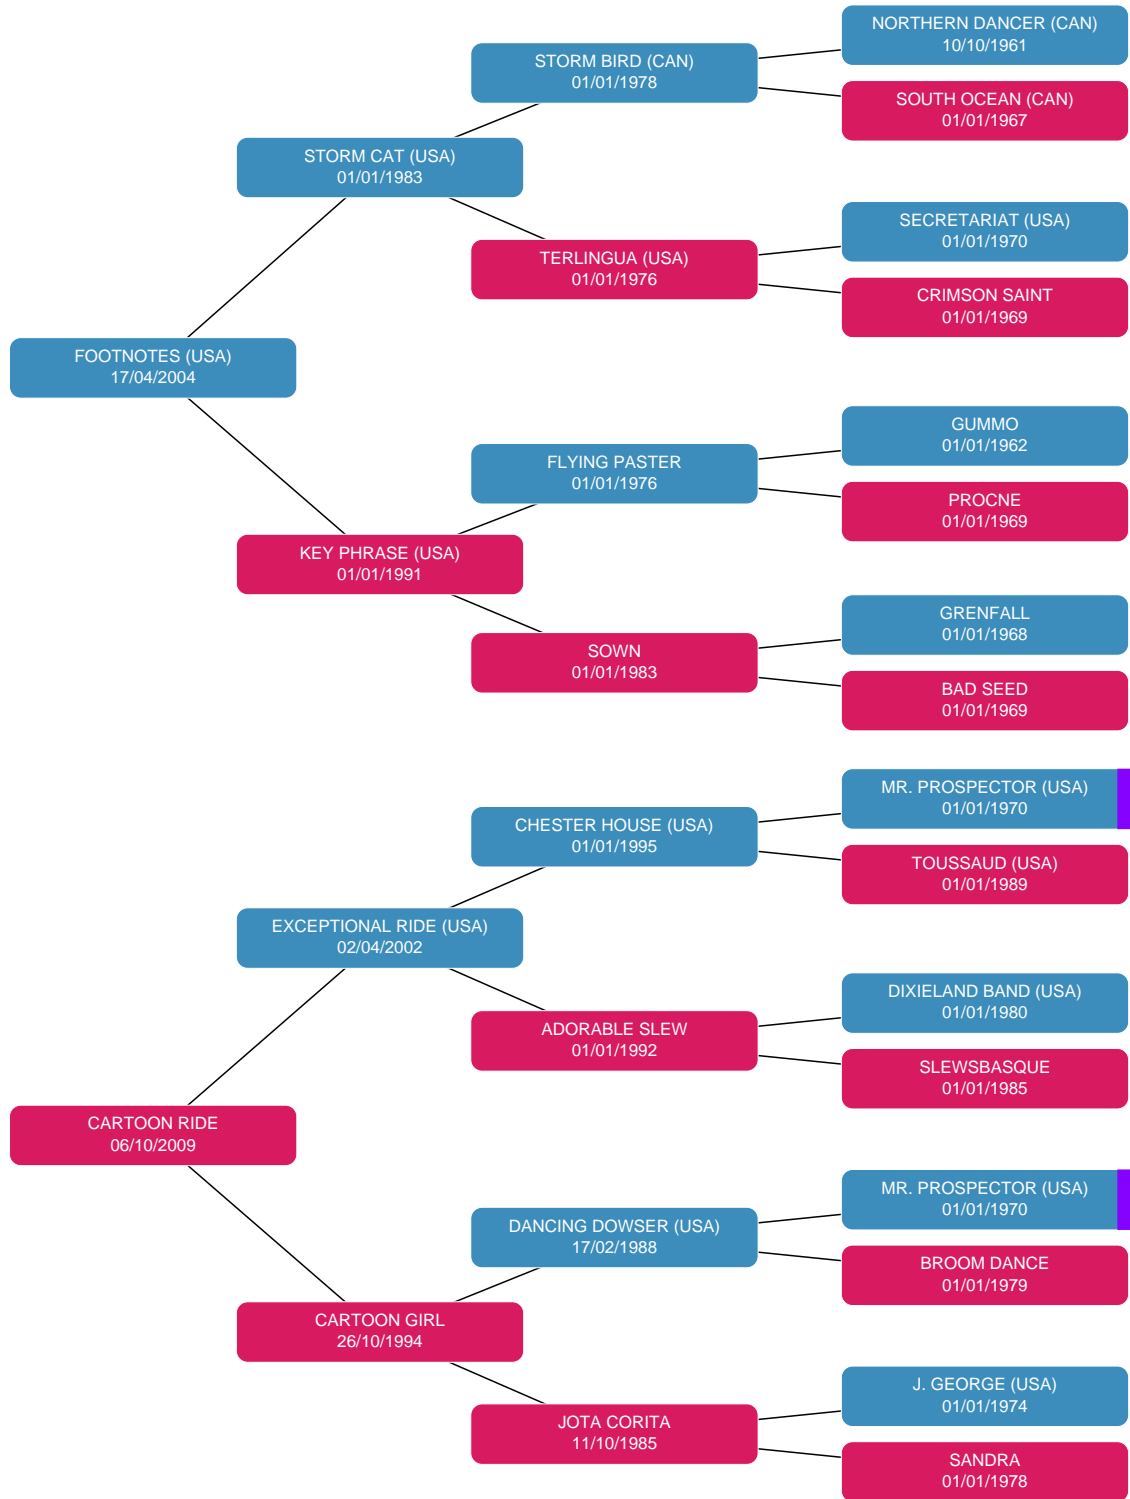 NORTHERN DANCER (CAN)
10/10/1961
STORM BIRD (CAN)
01/01/1978
SOUTH OCEAN (CAN)
01/01/1967
STORM CAT (USA)
01/01/1983
SECRETARIAT (USA)
01/01/1970
TERLINGUA (USA)
01/01/1976
CRIMSON SAINT
01/01/1969
FOOTNOTES (USA)
17/04/2004
GUMMO
01/01/1962
FLYING PASTER
01/01/1976
PROCNE
01/01/1969
KEY PHRASE (USA)
01/01/1991
GRENFALL
01/01/1968
SOWN
01/01/1983
BAD SEED
01/01/1969
MR. PROSPECTOR (USA)
01/01/1970
CHESTER HOUSE (USA)
01/01/1995
TOUSSAUD (USA)
01/01/1989
EXCEPTIONAL RIDE (USA)
02/04/2002
DIXIELAND BAND (USA)
01/01/1980
ADORABLE SLEW
01/01/1992
SLEWSBASQUE
01/01/1985
CARTOON RIDE
06/10/2009
MR. PROSPECTOR (USA)
01/01/1970
DANCING DOWSER (USA)
17/02/1988
BROOM DANCE
01/01/1979
CARTOON GIRL
26/10/1994
J. GEORGE (USA)
01/01/1974
JOTA CORITA
11/10/1985
SANDRA
01/01/1978